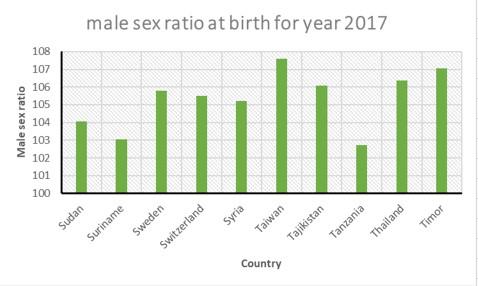 male sex ratio at birth for year 2017
108
107
106
105
104
103
102
101
100
Male sex ratio
Sudan
Suriname
Sweden
Switzerland
Syria
Taiwan
Tajikistan
Tanzania
Thailand
Timor
Country